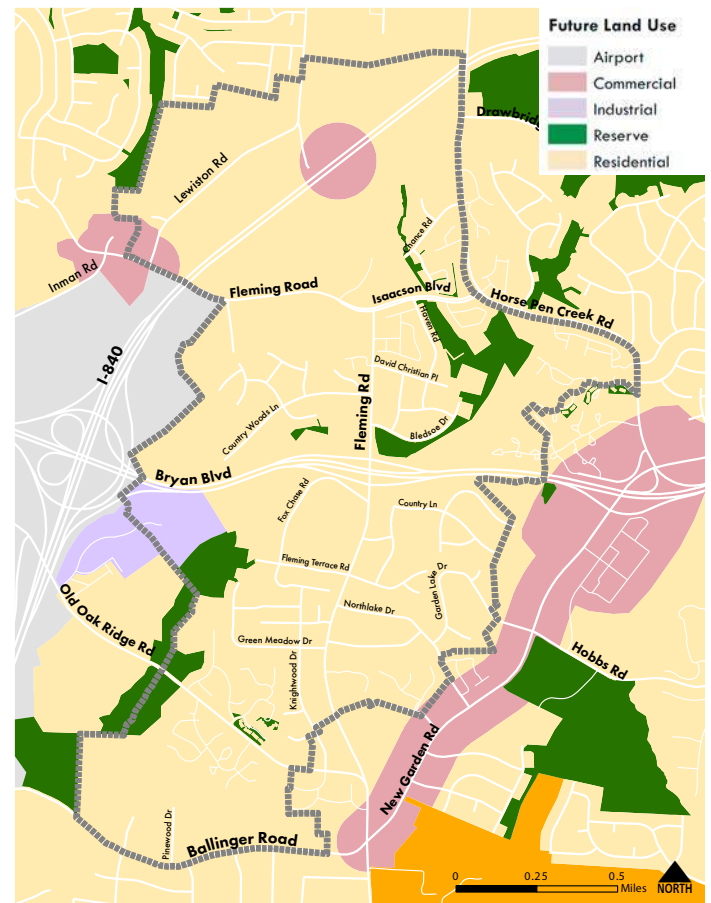 Future Land Use
Airport
Commercial
Industrial
Reserve
Residential
Lewiston Rd
Chance Rd
Inman Rd
Fleming Road
Isaacson Blvd
Horse Pen Creek Rd
Haven Rd
I-840
David Christian Pl
Fleming Rd
Country Woods Ln
Bledsoe Dr
Bryan Blvd
Fox Chase Rd
Country Ln
Fleming Terrace Rd
Garden Lake Dr
Old Oak Ridge Rd
Northlake Dr
Green Meadow Dr
Knightwood Dr
Hobbs Rd
New Garden Rd
Pinewood Dr
Ballinger Road
0 0.25 0.5
Miles
NORTH